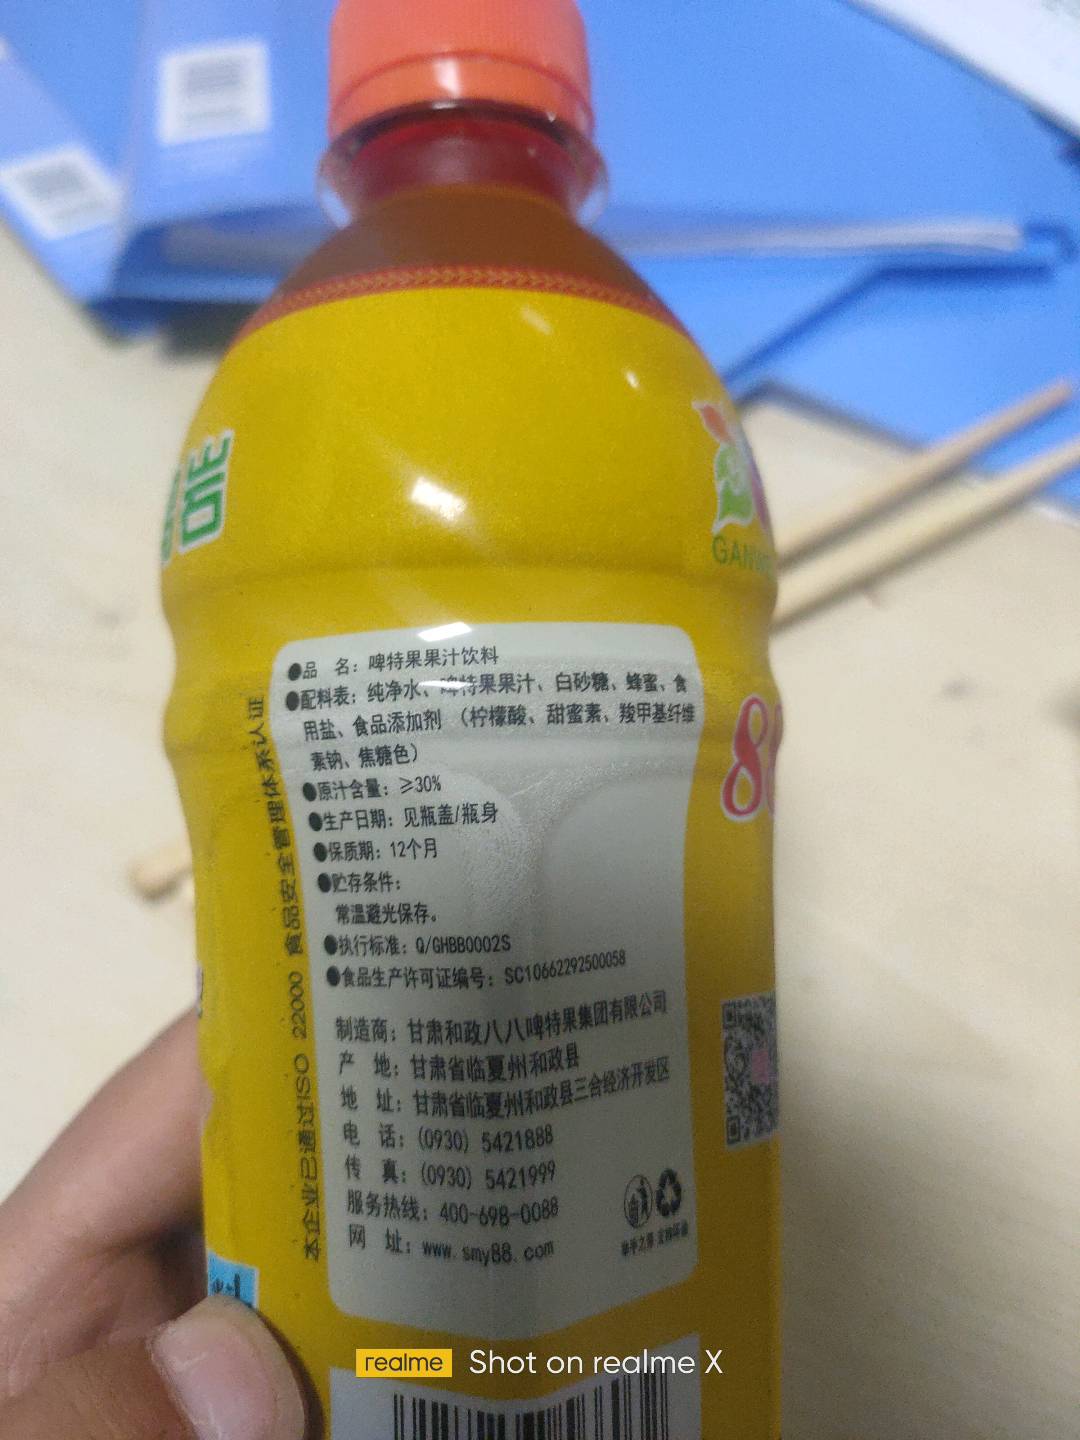 ●品 名：啤特果果汁饮料
●配料表：纯净水、啤特果果汁、白砂糖、蜂蜜、食
用盐、食品添加剂 （柠檬酸、甜蜜素、羧甲基纤维
素钠、焦糖色）
●原汁含量：≥30%
●生产日期：见瓶盖/瓶身
●保质期：12个月
●贮存条件：
常温避光保存。
●执行标准：Q/GHBB0002S
●食品生产许可证编号：SC10662292500058
制造商：甘肃和政八八啤特果集团有限公司
产 地：甘肃省临夏州和政县
地 址：甘肃省临夏州和政县三合经济开发区
电 话：(0930) 5421888
传 真：(0930) 5421999
服务热线：400-698-0088
网 址：www.smy88.com
本企业已通过ISO 22000 食品安全管理体系认证
realme Shot on realme X